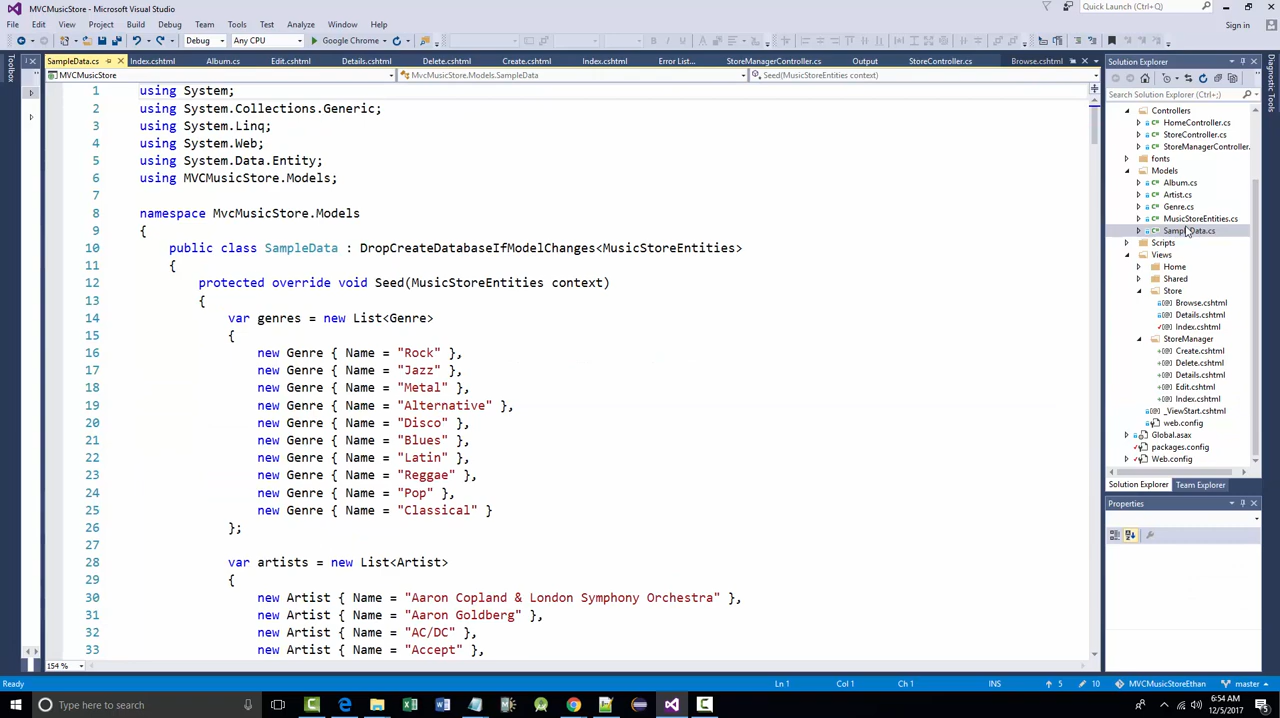 MVCMusicStore - Microsoft Visual Studio
Quick Launch (Ctrl+;)
File Edit View Project Build Debug Team Tools Test Analyze Window Help
Sign in
Debug Any CPU Google Chrome
SampleData.cs Index.cshtml Album.cs Edit.cshtml Details.cshtml Create.cshtml Index.cshtml Error List... StoreManagerController.cs Output StoreController.cs Browse.cshtml
MVCMusicStore MvcMusicStore.Models.SampleData Seed(MusicStoreEntities context)
Toolbox
1 using System;
2 using System.Collections.Generic;
3 using System.Linq;
4 using System.Web;
5 using System.Data.Entity;
6 using MVCMusicStore.Models;
7
8 namespace MvcMusicStore.Models
9 {
10 public class SampleData : DropCreateDatabaseIfModelChanges<MusicStoreEntities>
11 {
12 protected override void Seed(MusicStoreEntities context)
13 {
14 var genres = new List<Genre>
15 {
16 new Genre { Name = "Rock" },
17 new Genre { Name = "Jazz" },
18 new Genre { Name = "Metal" },
19 new Genre { Name = "Alternative" },
20 new Genre { Name = "Disco" },
21 new Genre { Name = "Blues" },
22 new Genre { Name = "Latin" },
23 new Genre { Name = "Reggae" },
24 new Genre { Name = "Pop" },
25 new Genre { Name = "Classical" }
26 };
27
28 var artists = new List<Artist>
29 {
30 new Artist { Name = "Aaron Copland & London Symphony Orchestra" },
31 new Artist { Name = "Aaron Goldberg" },
32 new Artist { Name = "AC/DC" },
33 new Artist { Name = "Accept" },
154 %
Solution Explorer
Search Solution Explorer (Ctrl+;)
Controllers
HomeController.cs
StoreController.cs
StoreManagerController.
fonts
Models
Album.cs
Artist.cs
Genre.cs
MusicStoreEntities.cs
SampleData.cs
Scripts
Views
Home
Shared
Store
Browse.cshtml
Details.cshtml
Index.cshtml
StoreManager
Create.cshtml
Delete.cshtml
Details.cshtml
Edit.cshtml
Index.cshtml
_ViewStart.cshtml
web.config
Global.asax
packages.config
Web.config
Solution Explorer Team Explorer
Properties
Diagnostic Tools
Ready Ln 1 Col 1 Ch 1 INS 5 10 MVCMusicStoreEthan master
Type here to search
6:54 AM
12/5/2017